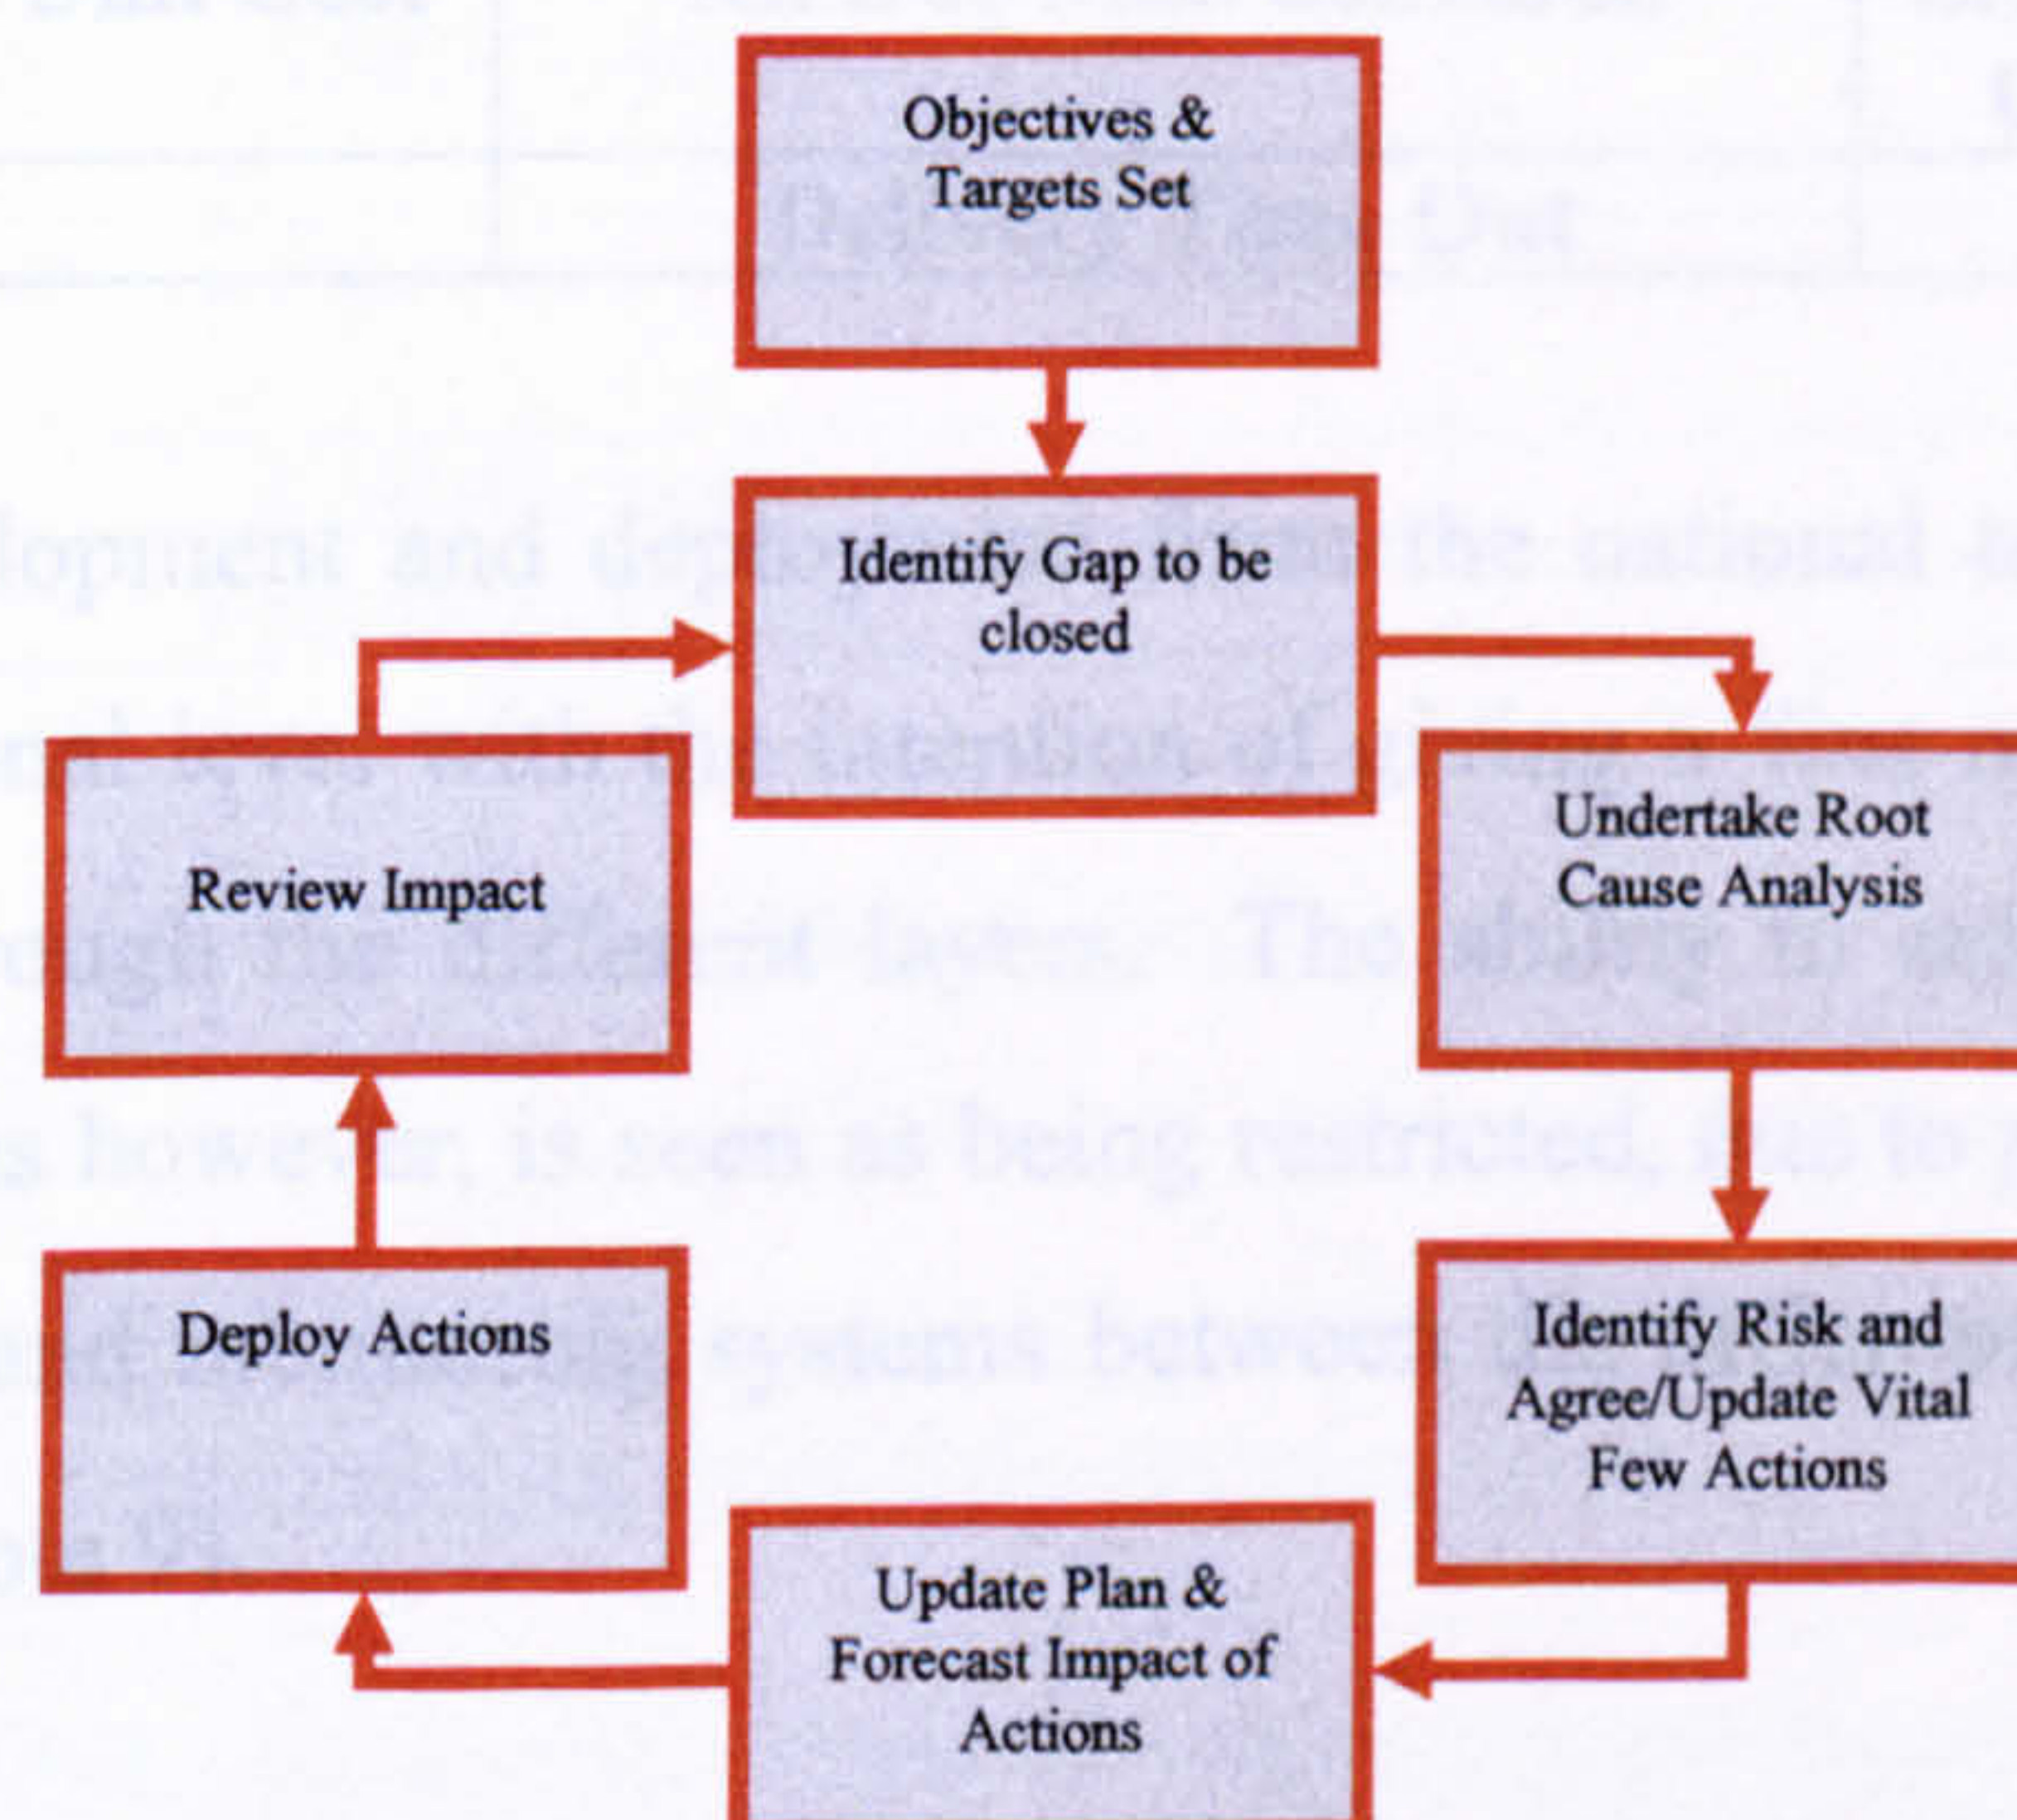 Objectives &
Targets Set
Identify Gap to be
closed
Undertake Root
Cause Analysis
Review Impact
Identify Risk and
Agree/Update Vital
Few Actions
Deploy Actions
Update Plan &
Forecast Impact of
Actions